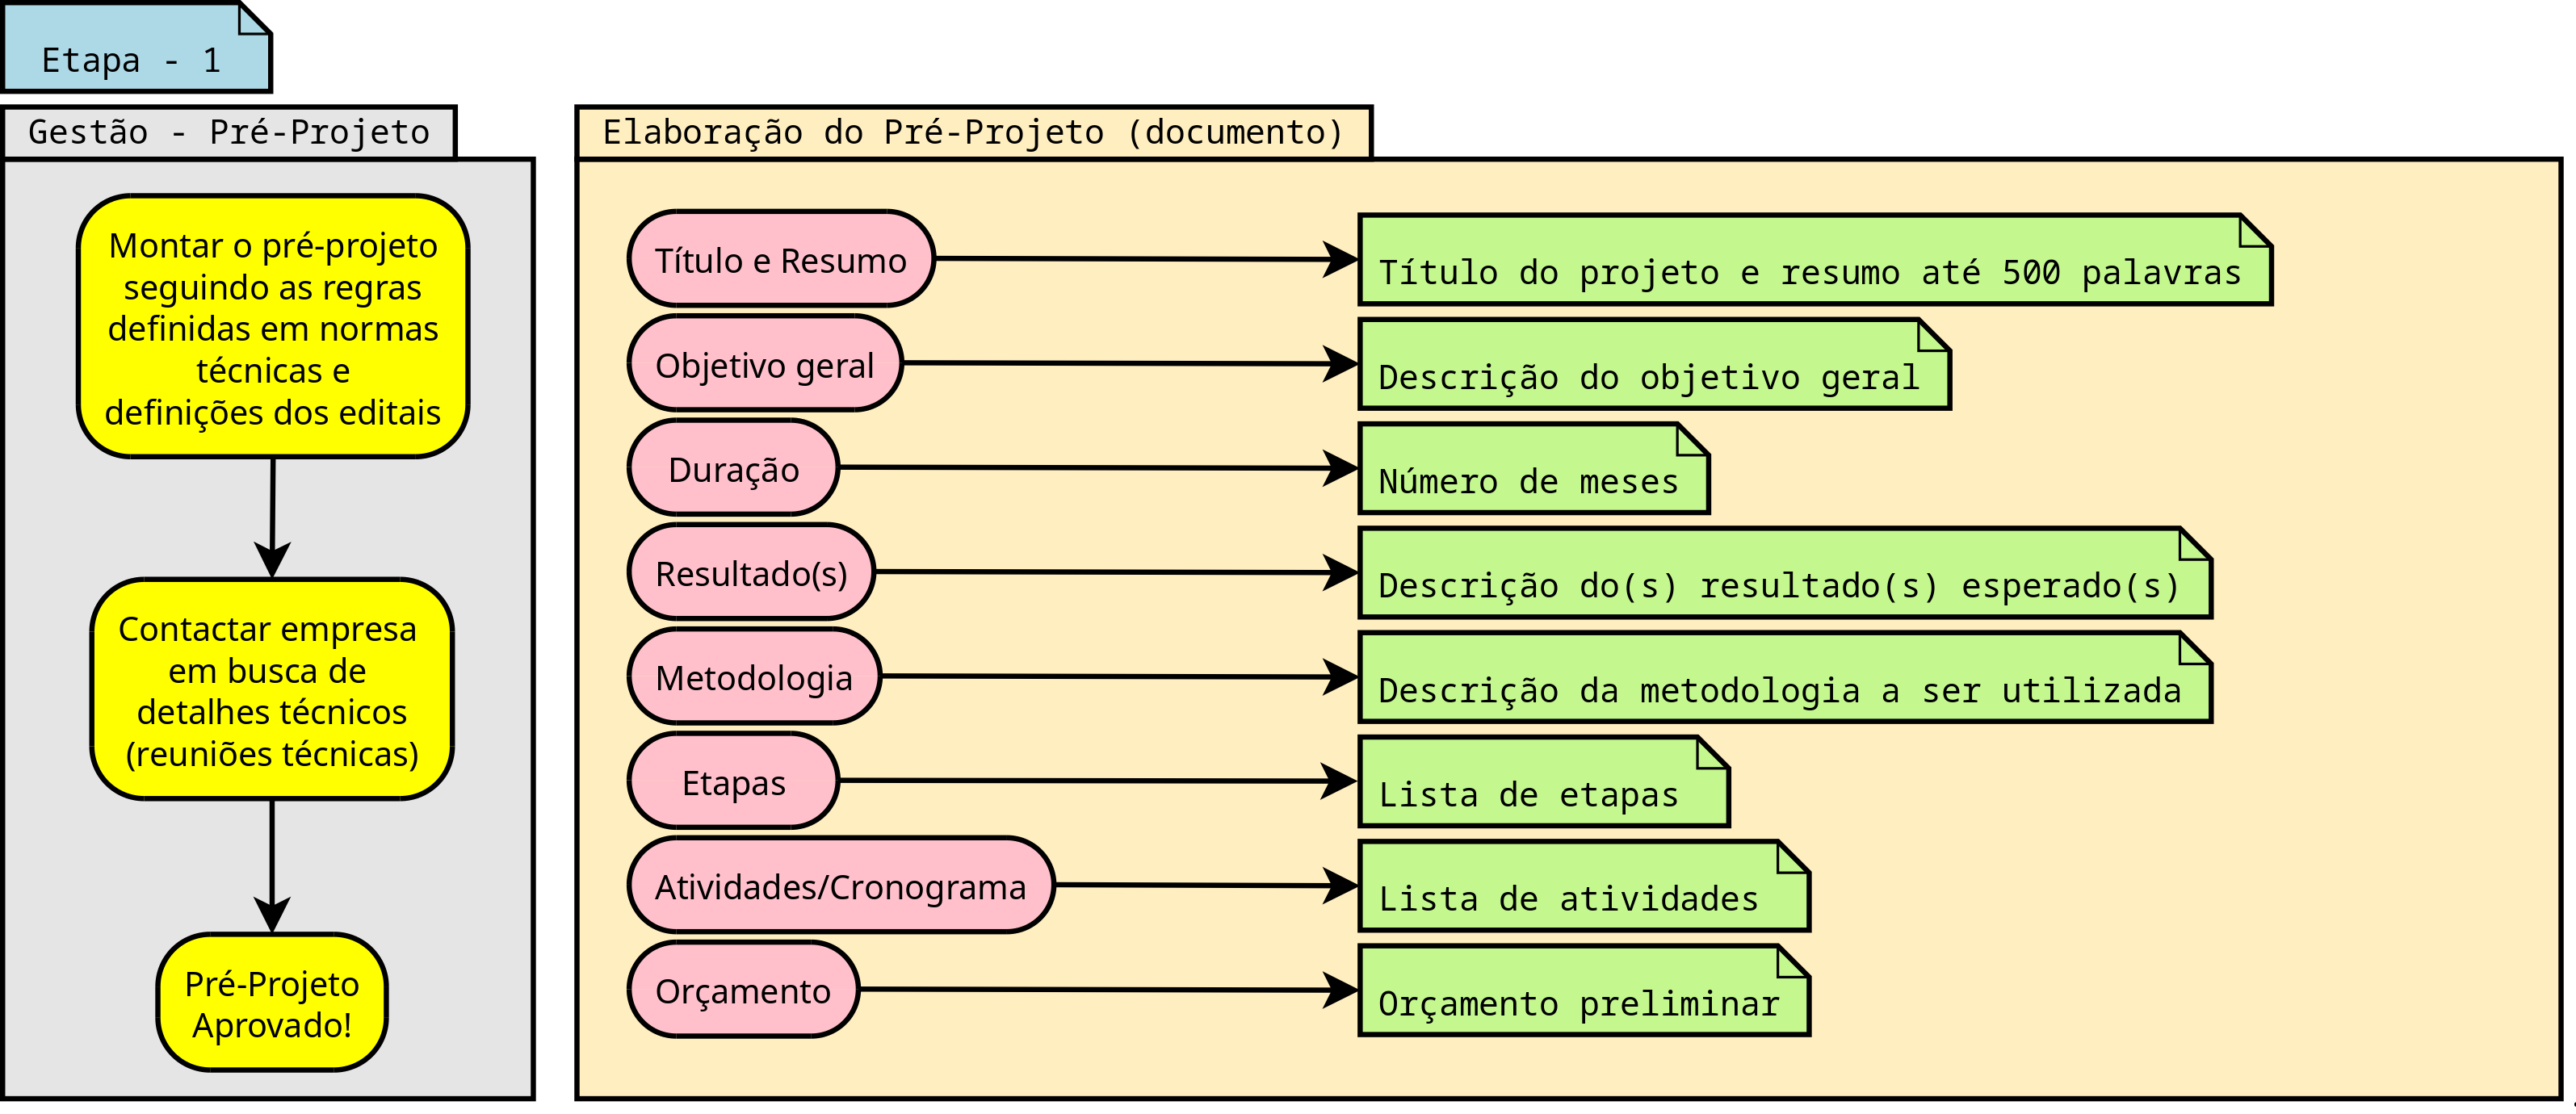 Etapa - 1
Gestão - Pré-Projeto
Montar o pré-projeto
seguindo as regras
definidas em normas
técnicas e
definições dos editais
Contactar empresa
em busca de
detalhes técnicos
(reuniões técnicas)
Pré-Projeto
Aprovado!
Elaboração do Pré-Projeto (documento)
Título e Resumo
Título do projeto e resumo até 500 palavras
Objetivo geral
Descrição do objetivo geral
Duração
Número de meses
Resultado(s)
Descrição do(s) resultado(s) esperado(s)
Metodologia
Descrição da metodologia a ser utilizada
Etapas
Lista de etapas
Atividades/Cronograma
Lista de atividades
Orçamento
Orçamento preliminar